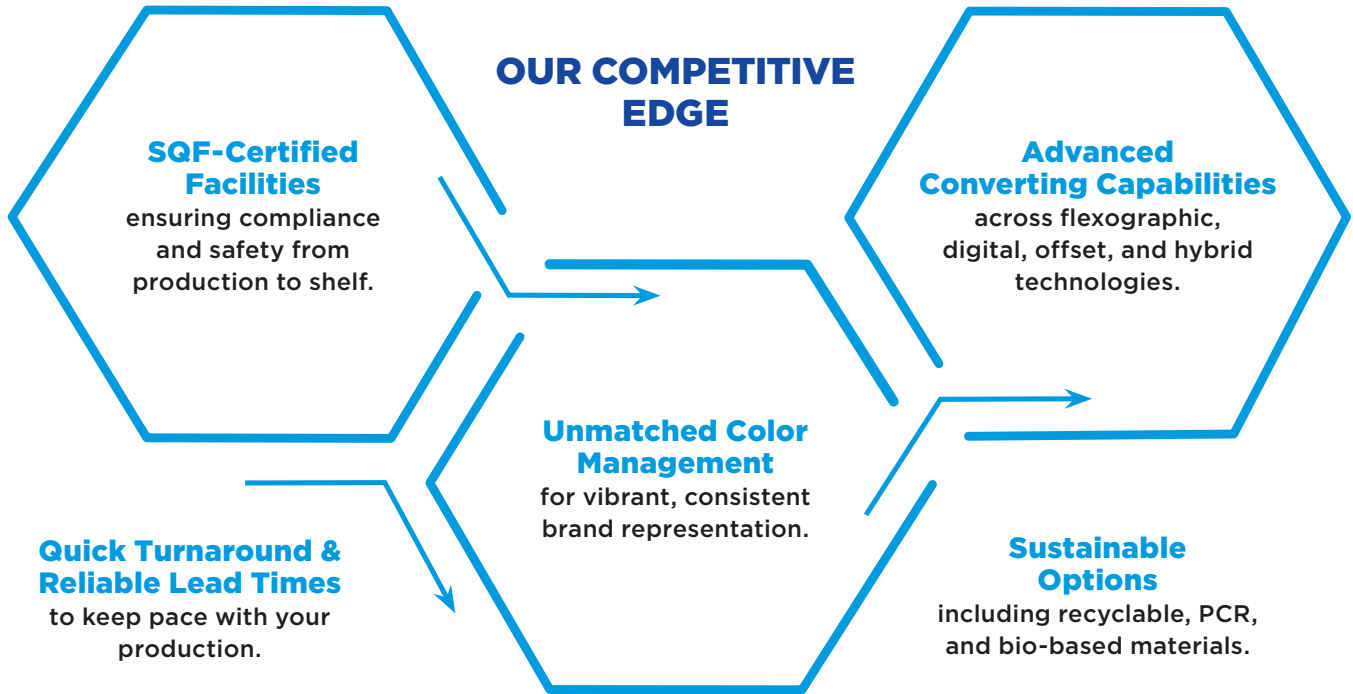 OUR COMPETITIVE
EDGE
SQF-Certified
Facilities
ensuring compliance
and safety from
production to shelf.
Advanced
Converting Capabilities
across flexographic,
digital, offset, and hybrid
technologies.
Unmatched Color
Management
for vibrant, consistent
brand representation.
Quick Turnaround &
Reliable Lead Times
to keep pace with your
production.
Sustainable
Options
including recyclable, PCR,
and bio-based materials.